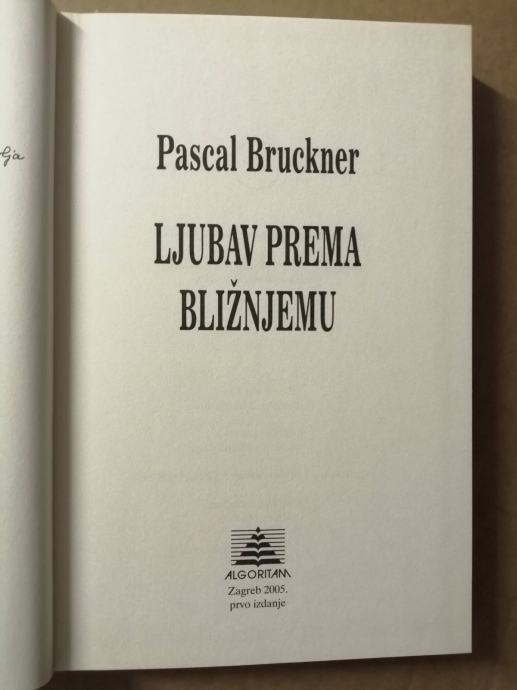 Pascal Bruckner
LJUBAV PREMA
BLIŽNJEMU
ALGORITAM
Zagreb 2005.
prvo izdanje